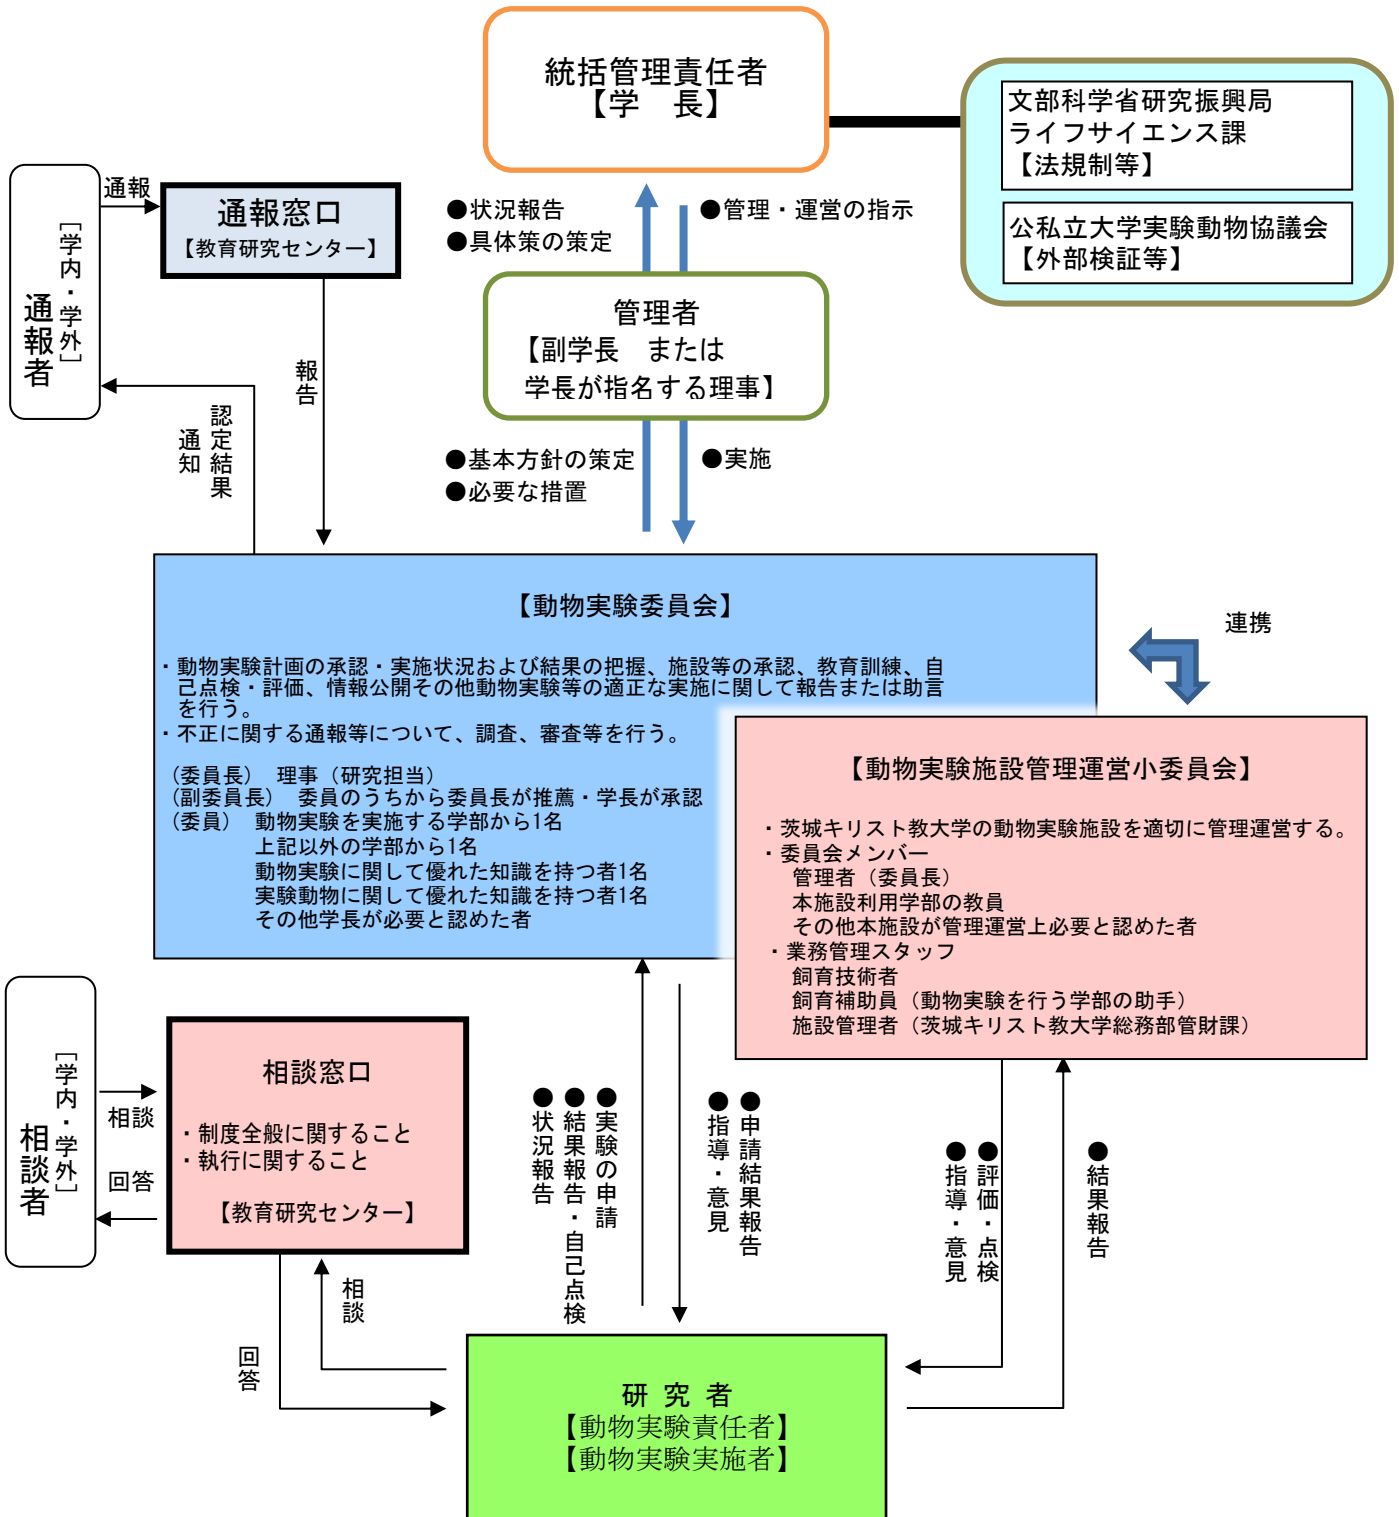 統括管理責任者
【学　長】
文部科学省研究振興局
ライフサイエンス課
【法規制等】
公私立大学実験動物協議会
【外部検証等】
通報
通報窓口
【教育研究センター】
［学内・学外］
通報者
●状況報告
●具体策の策定
●管理・運営の指示
管理者
【副学長　または
学長が指名する理事】
報告
認定結果
通知
●基本方針の策定
●必要な措置
●実施
【動物実験委員会】
・動物実験計画の承認・実施状況および結果の把握、施設等の承認、教育訓練、自
己点検・評価、情報公開その他動物実験等の適正な実施に関して報告または助言
を行う。
・不正に関する通報等について、調査、審査等を行う。
（委員長）　理事（研究担当）
（副委員長）　委員のうちから委員長が推薦・学長が承認
（委員）　動物実験を実施する学部から1名
上記以外の学部から1名
動物実験に関して優れた知識を持つ者1名
実験動物に関して優れた知識を持つ者1名
その他学長が必要と認めた者
連携
【動物実験施設管理運営小委員会】
・茨城キリスト教大学の動物実験施設を適切に管理運営する。
・委員会メンバー
管理者（委員長）
本施設利用学部の教員
その他本施設が管理運営上必要と認めた者
・業務管理スタッフ
飼育技術者
飼育補助員（動物実験を行う学部の助手）
施設管理者（茨城キリスト教大学総務部管財課）
［学内・学外］
相談者
相談
回答
相談窓口
・制度全般に関すること
・執行に関すること
【教育研究センター】
●実験の申請
●結果報告・自己点検
●状況報告
●申請結果報告
●指導・意見
●評価・点検
●指導・意見
●結果報告
相談
回答
研 究 者
【動物実験責任者】
【動物実験実施者】